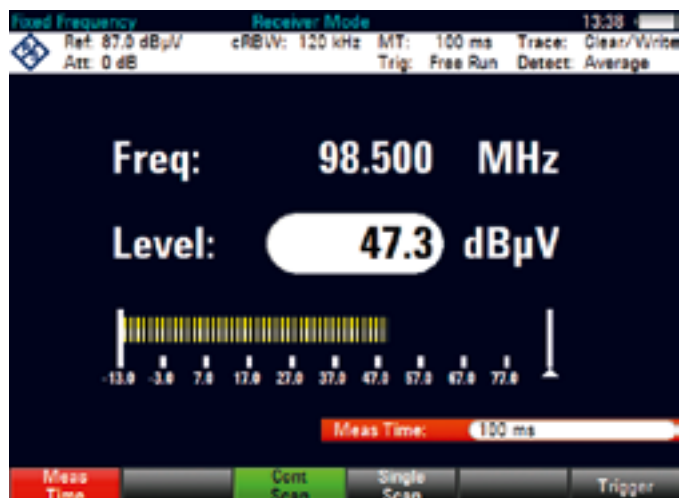 Fixed Frequency Receiver Mode 13:38
Ref: 87.0 dBµV cRBW: 120 kHz MT: 100 ms Trace: Clear/Write
Att: 0 dB Trig: Free Run Detect: Average
Freq: 98.500 MHz
Level: 47.3 dBµV
-13.0 -3.0 7.0 17.0 27.0 37.0 47.0 57.0 67.0 77.0
Meas Time: 100 ms
Meas Cont Single
Time Scan Scan Trigger